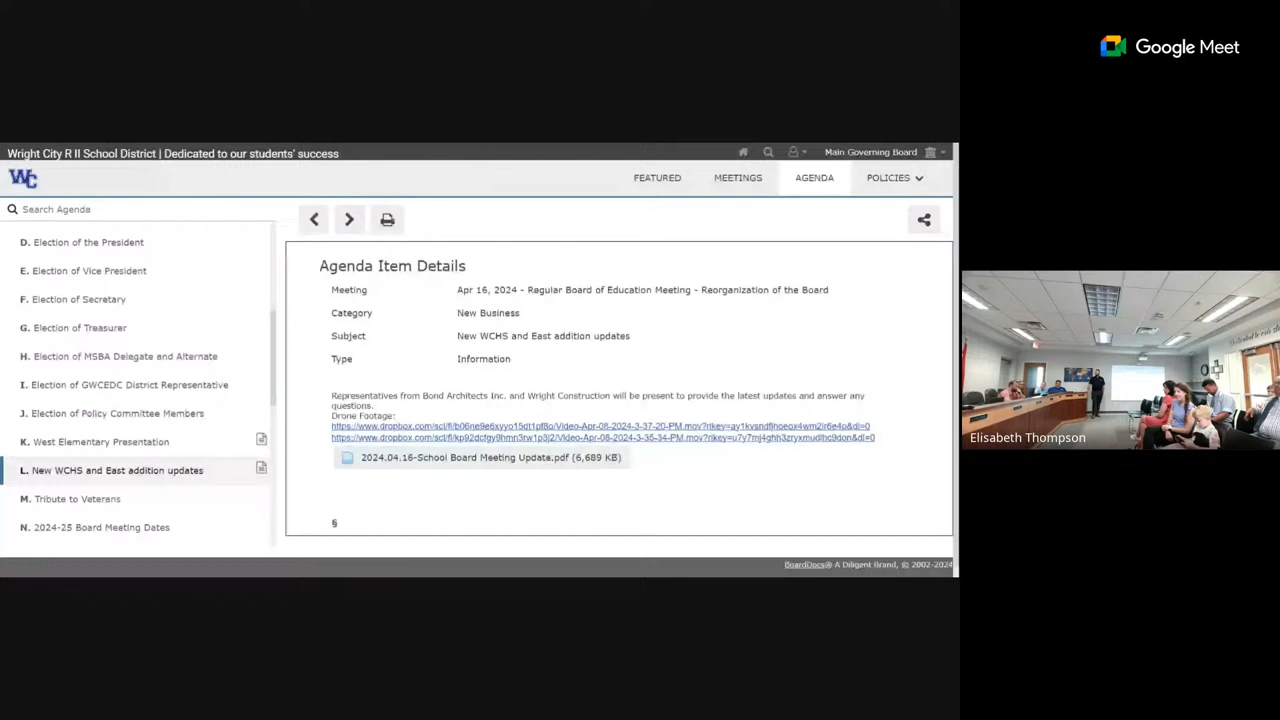 Google Meet
Wright City R II School District | Dedicated to our students' success
Main Governing Board
WC
FEATURED
MEETINGS
AGENDA
POLICIES
Search Agenda
D. Election of the President
E. Election of Vice President
F. Election of Secretary
G. Election of Treasurer
H. Election of MSBA Delegate and Alternate
I. Election of GWCEDC District Representative
J. Election of Policy Committee Members
K. West Elementary Presentation
L. New WCHS and East addition updates
M. Tribute to Veterans
N. 2024-25 Board Meeting Dates
Agenda Item Details
Meeting Apr 16, 2024 - Regular Board of Education Meeting - Reorganization of the Board
Category New Business
Subject New WCHS and East addition updates
Type Information
Representatives from Bond Architects Inc. and Wright Construction will be present to provide the latest updates and answer any
questions.
Drone Footage:
2024.04.16-School Board Meeting Update.pdf (6,689 KB)
§
BoardDocs® A Diligent Brand, © 2002-2024
Elisabeth Thompson